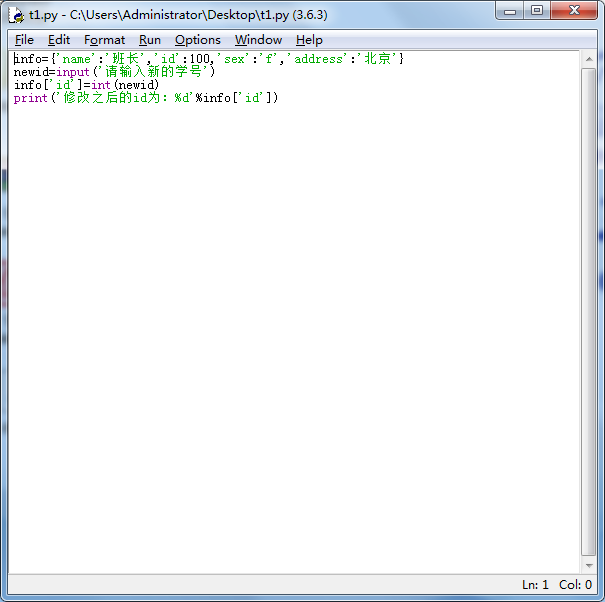 t1.py - C:\Users\Administrator\Desktop\t1.py (3.6.3)
File Edit Format Run Options Window Help
info={'name':'班长','id':100,'sex':'f','address':'北京'}
newid=input('请输入新的学号')
info['id']=int(newid)
print('修改之后的id为：%d'%info['id'])
Ln: 1 Col: 0